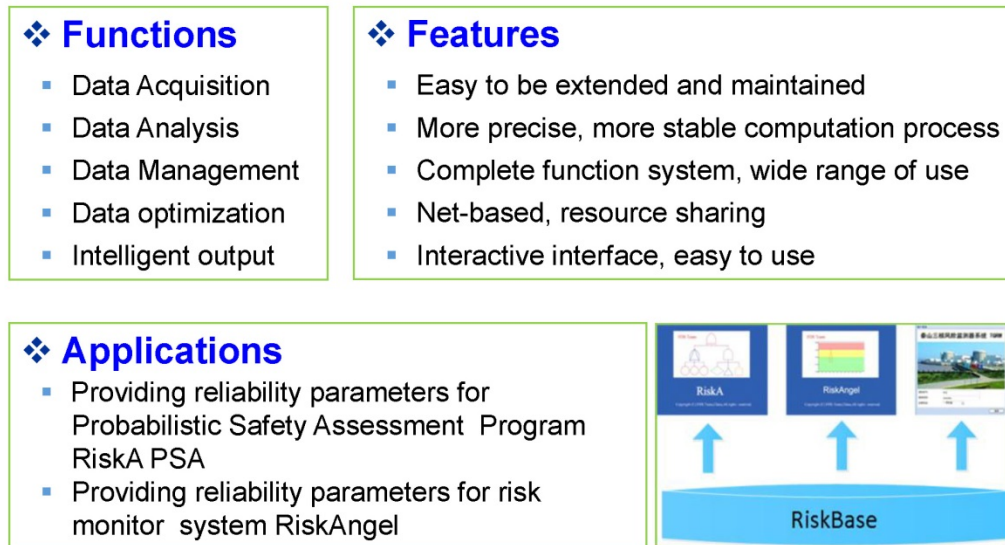 Functions
Data Acquisition
Data Analysis
Data Management
Data optimization
Intelligent output
Features
Easy to be extended and maintained
More precise, more stable computation process
Complete function system, wide range of use
Net-based, resource sharing
Interactive interface, easy to use
Applications
Providing reliability parameters for
Probabilistic Safety Assessment Program
RiskA PSA
Providing reliability parameters for risk
monitor system RiskAngel
RiskA
RiskAngel
RiskBase